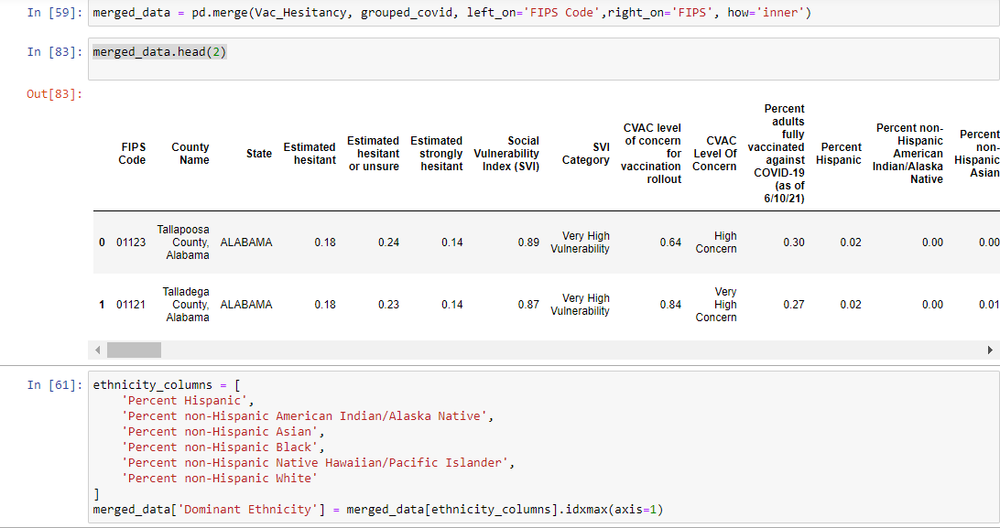 In [59]: merged_data = pd.merge(Vac_Hesitancy, grouped_covid, left_on='FIPS Code',right_on='FIPS', how='inner')
In [83]: merged_data.head(2)
Out[83]:
FIPS Code
County Name
State
Estimated hesitant
Estimated hesitant or unsure
Estimated strongly hesitant
Social Vulnerability Index (SVI)
SVI Category
CVAC level of concern for vaccination rollout
CVAC Level Of Concern
Percent adults fully vaccinated against COVID-19 (as of 6/10/21)
Percent Hispanic
Percent non-Hispanic American Indian/Alaska Native
Percent non-Hispanic Asian
0 01123 Tallapoosa County, Alabama ALABAMA 0.18 0.24 0.14 0.89 Very High Vulnerability 0.64 High Concern 0.30 0.02 0.00 0.00
1 01121 Talladega County, Alabama ALABAMA 0.18 0.23 0.14 0.87 Very High Vulnerability 0.84 Very High Concern 0.27 0.02 0.00 0.01
In [61]: ethnicity_columns = [
'Percent Hispanic',
'Percent non-Hispanic American Indian/Alaska Native',
'Percent non-Hispanic Asian',
'Percent non-Hispanic Black',
'Percent non-Hispanic Native Hawaiian/Pacific Islander',
'Percent non-Hispanic White'
]
merged_data['Dominant Ethnicity'] = merged_data[ethnicity_columns].idxmax(axis=1)